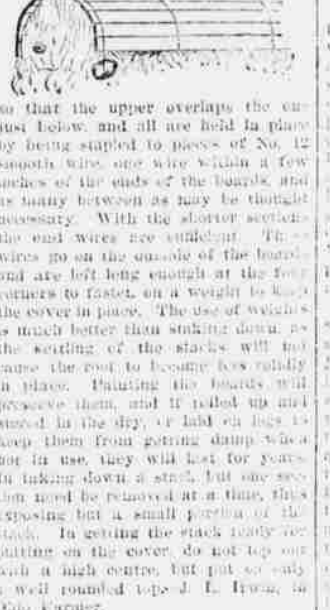 so that the upper overlaps the one
just below, and all are held in place
by being stapled to pieces of No. 12
smooth wire, one wire within a few
inches of the ends of the boards, and
as many between as may be thought
necessary. With the shorter sections
the end wires are sufficient. These
wires go on the outside of the boards
and are left long enough at the four
corners to fasten on a weight to keep
the cover in place. The use of weights
is much better than staking down, as
the settling of the stacks will not
cause the roof to become less solidly
in place. Painting the boards will
preserve them, and if rolled up and
stored in the dry, or laid on logs to
keep them from getting damp when
not in use, they will last for years.
In taking down a stack but one sec-
tion need be removed at a time, thus
exposing but a small portion of the
stack. In getting the stack ready for
putting on the cover, do not top out
with a high centre, but put on only
a well rounded top. J. L. Irwin, in
Farmer